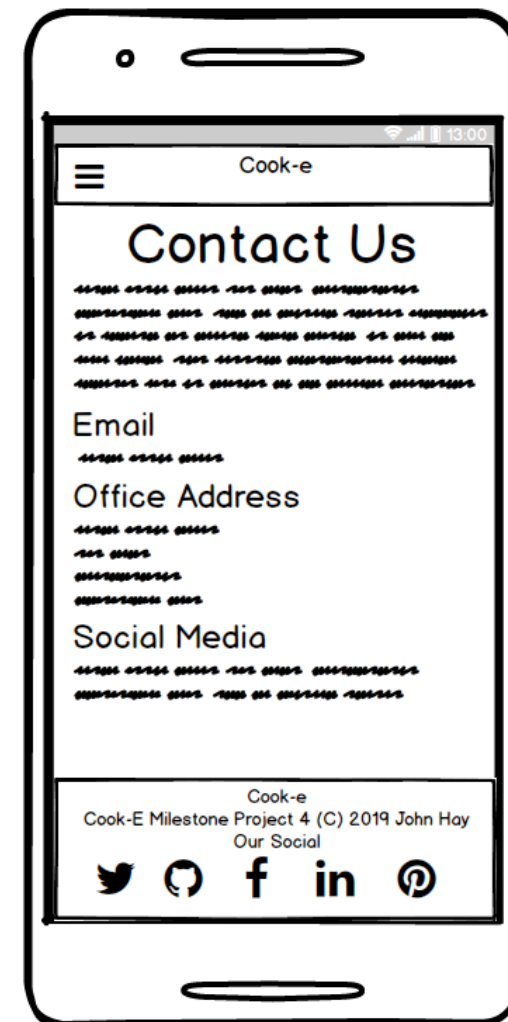 13:00
Cook-e
Contact Us
Email
Office Address
Social Media
Cook-e
Cook-E Milestone Project 4 (C) 2019 John Hay
Our Social